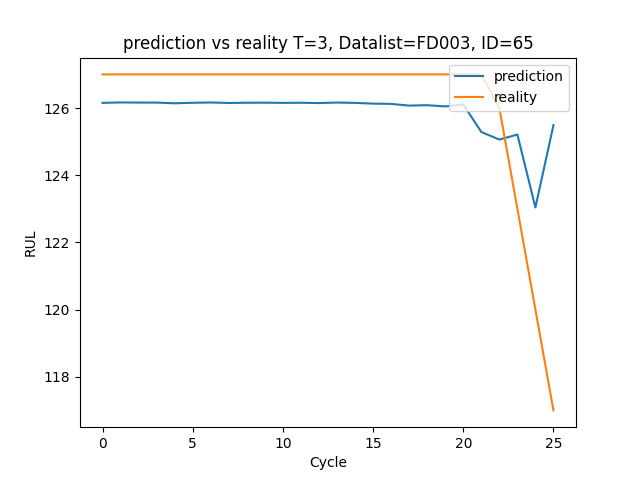 prediction vs reality T=3, Datalist=FD003, ID=65
prediction
reality
126
124
122
120
118
RUL
0
5
10
15
20
25
Cycle